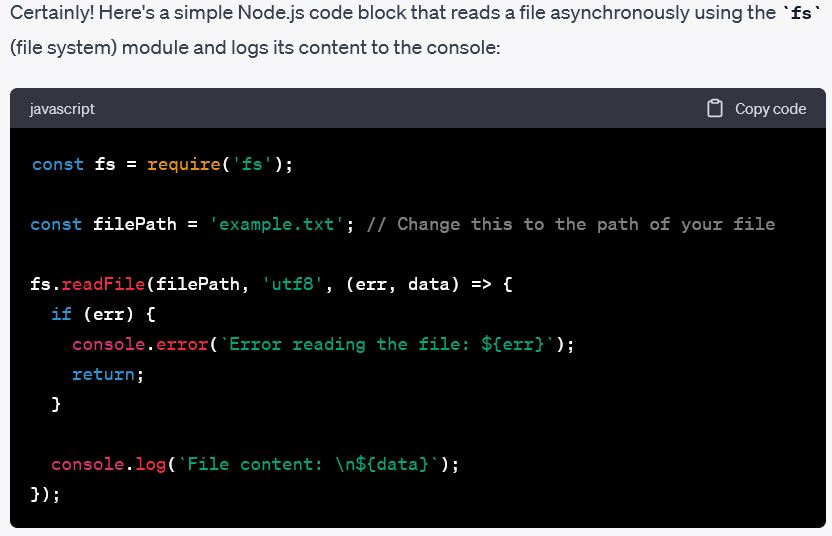 Certainly! Here's a simple Node.js code block that reads a file asynchronously using the `fs`
(file system) module and logs its content to the console:
javascript
Copy code
const fs = require('fs');
const filePath = 'example.txt'; // Change this to the path of your file
fs.readFile(filePath, 'utf8', (err, data) => {
  if (err) {
    console.error(`Error reading the file: ${err}`);
    return;
  }
  console.log(`File content: \n${data}`);
});